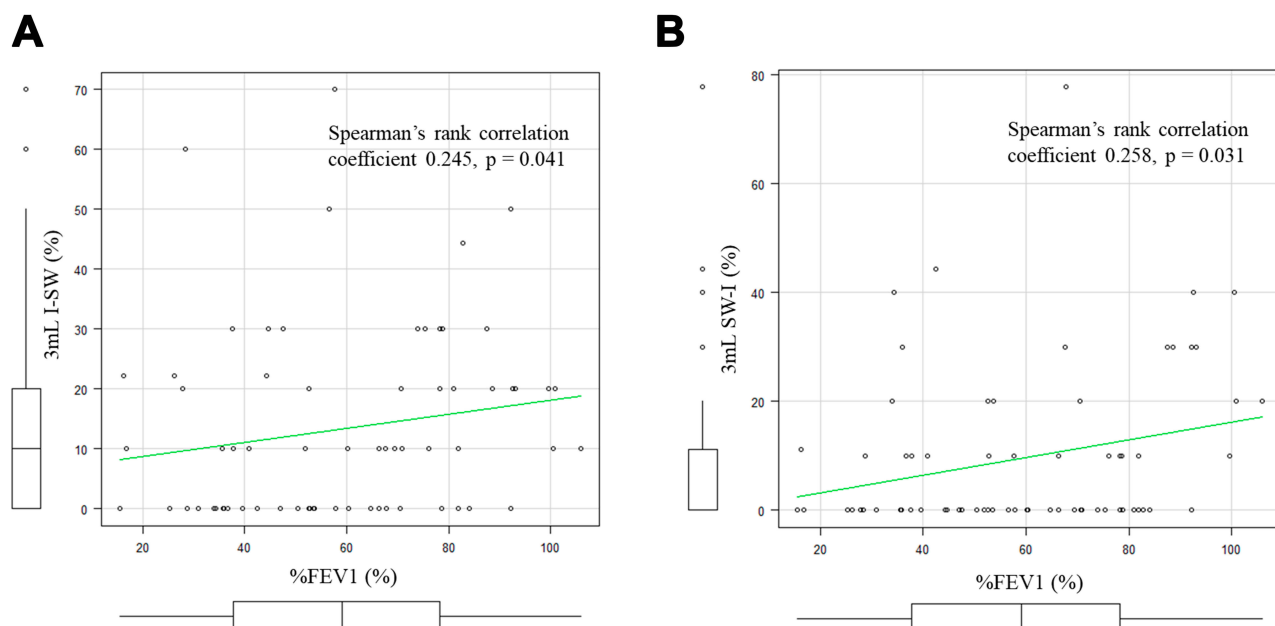 A
B
Spearman's rank correlation
coefficient 0.245, p = 0.041
3mL I-SW (%)
70
60
50
40
30
20
10
0
20 40 60 80 100
%FEV1 (%)
Spearman's rank correlation
coefficient 0.258, p = 0.031
3mL SW-I (%)
80
60
40
20
0
20 40 60 80 100
%FEV1 (%)